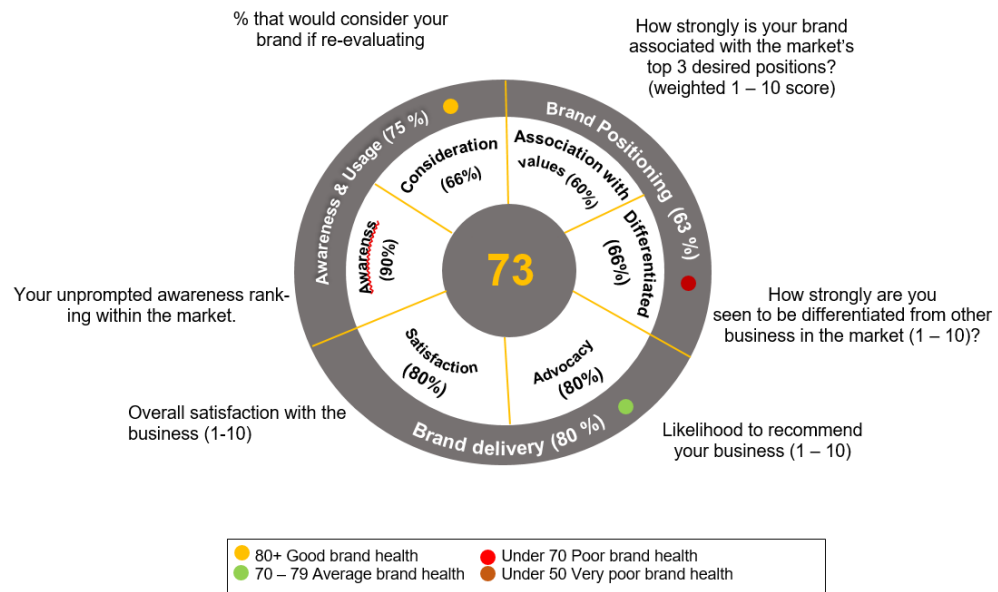 % that would consider your
brand if re-evaluating
How strongly is your brand
associated with the market's
top 3 desired positions?
(weighted 1 – 10 score)
Awareness & Usage (75 %)
Brand Positioning (63 %)
Consideration
(66%)
Association with
values (60%)
Awarenss
(90%)
Differentiated
(66%)
73
Your unprompted awareness rank-
ing within the market.
How strongly are you
seen to be differentiated from other
business in the market (1 – 10)?
Satisfaction
(80%)
Advocacy
(80%)
Overall satisfaction with the
business (1-10)
Brand delivery (80 %)
Likelihood to recommend
your business (1 – 10)
80+ Good brand health
Under 70 Poor brand health
70 – 79 Average brand health
Under 50 Very poor brand health